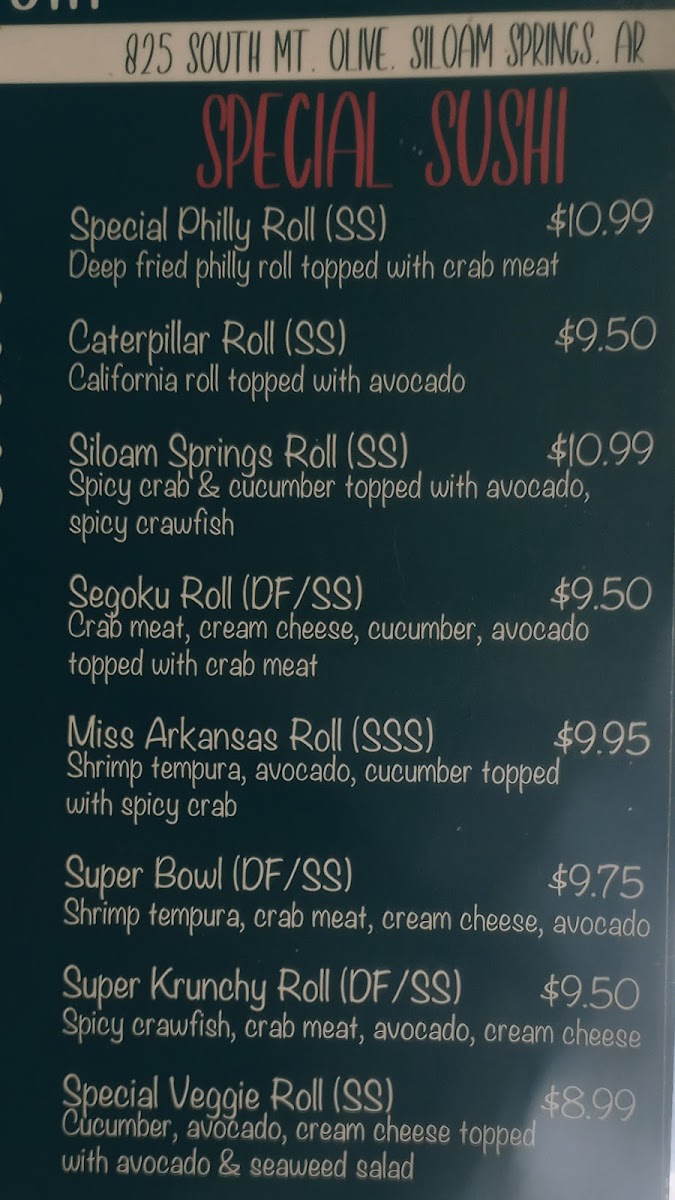 825 SOUTH MT. OLIVE. SILOAM SPRINGS. AR
SPECIAL SUSHI
Special Philly Roll (SS) $10.99
Deep fried philly roll topped with crab meat
Caterpillar Roll (SS) $9.50
California roll topped with avocado
Siloam Springs Roll (SS) $10.99
Spicy crab & cucumber topped with avocado,
spicy crawfish
Segoku Roll (DF/SS) $9.50
Crab meat, cream cheese, cucumber, avocado
topped with crab meat
Miss Arkansas Roll (SSS) $9.95
Shrimp tempura, avocado, cucumber topped
with spicy crab
Super Bowl (DF/SS) $9.75
Shrimp tempura, crab meat, cream cheese, avocado
Super Krunchy Roll (DF/SS) $9.50
Spicy crawfish, crab meat, avocado, cream cheese
Special Veggie Roll (SS) $8.99
Cucumber, avocado, cream cheese topped
with avocado & seaweed salad